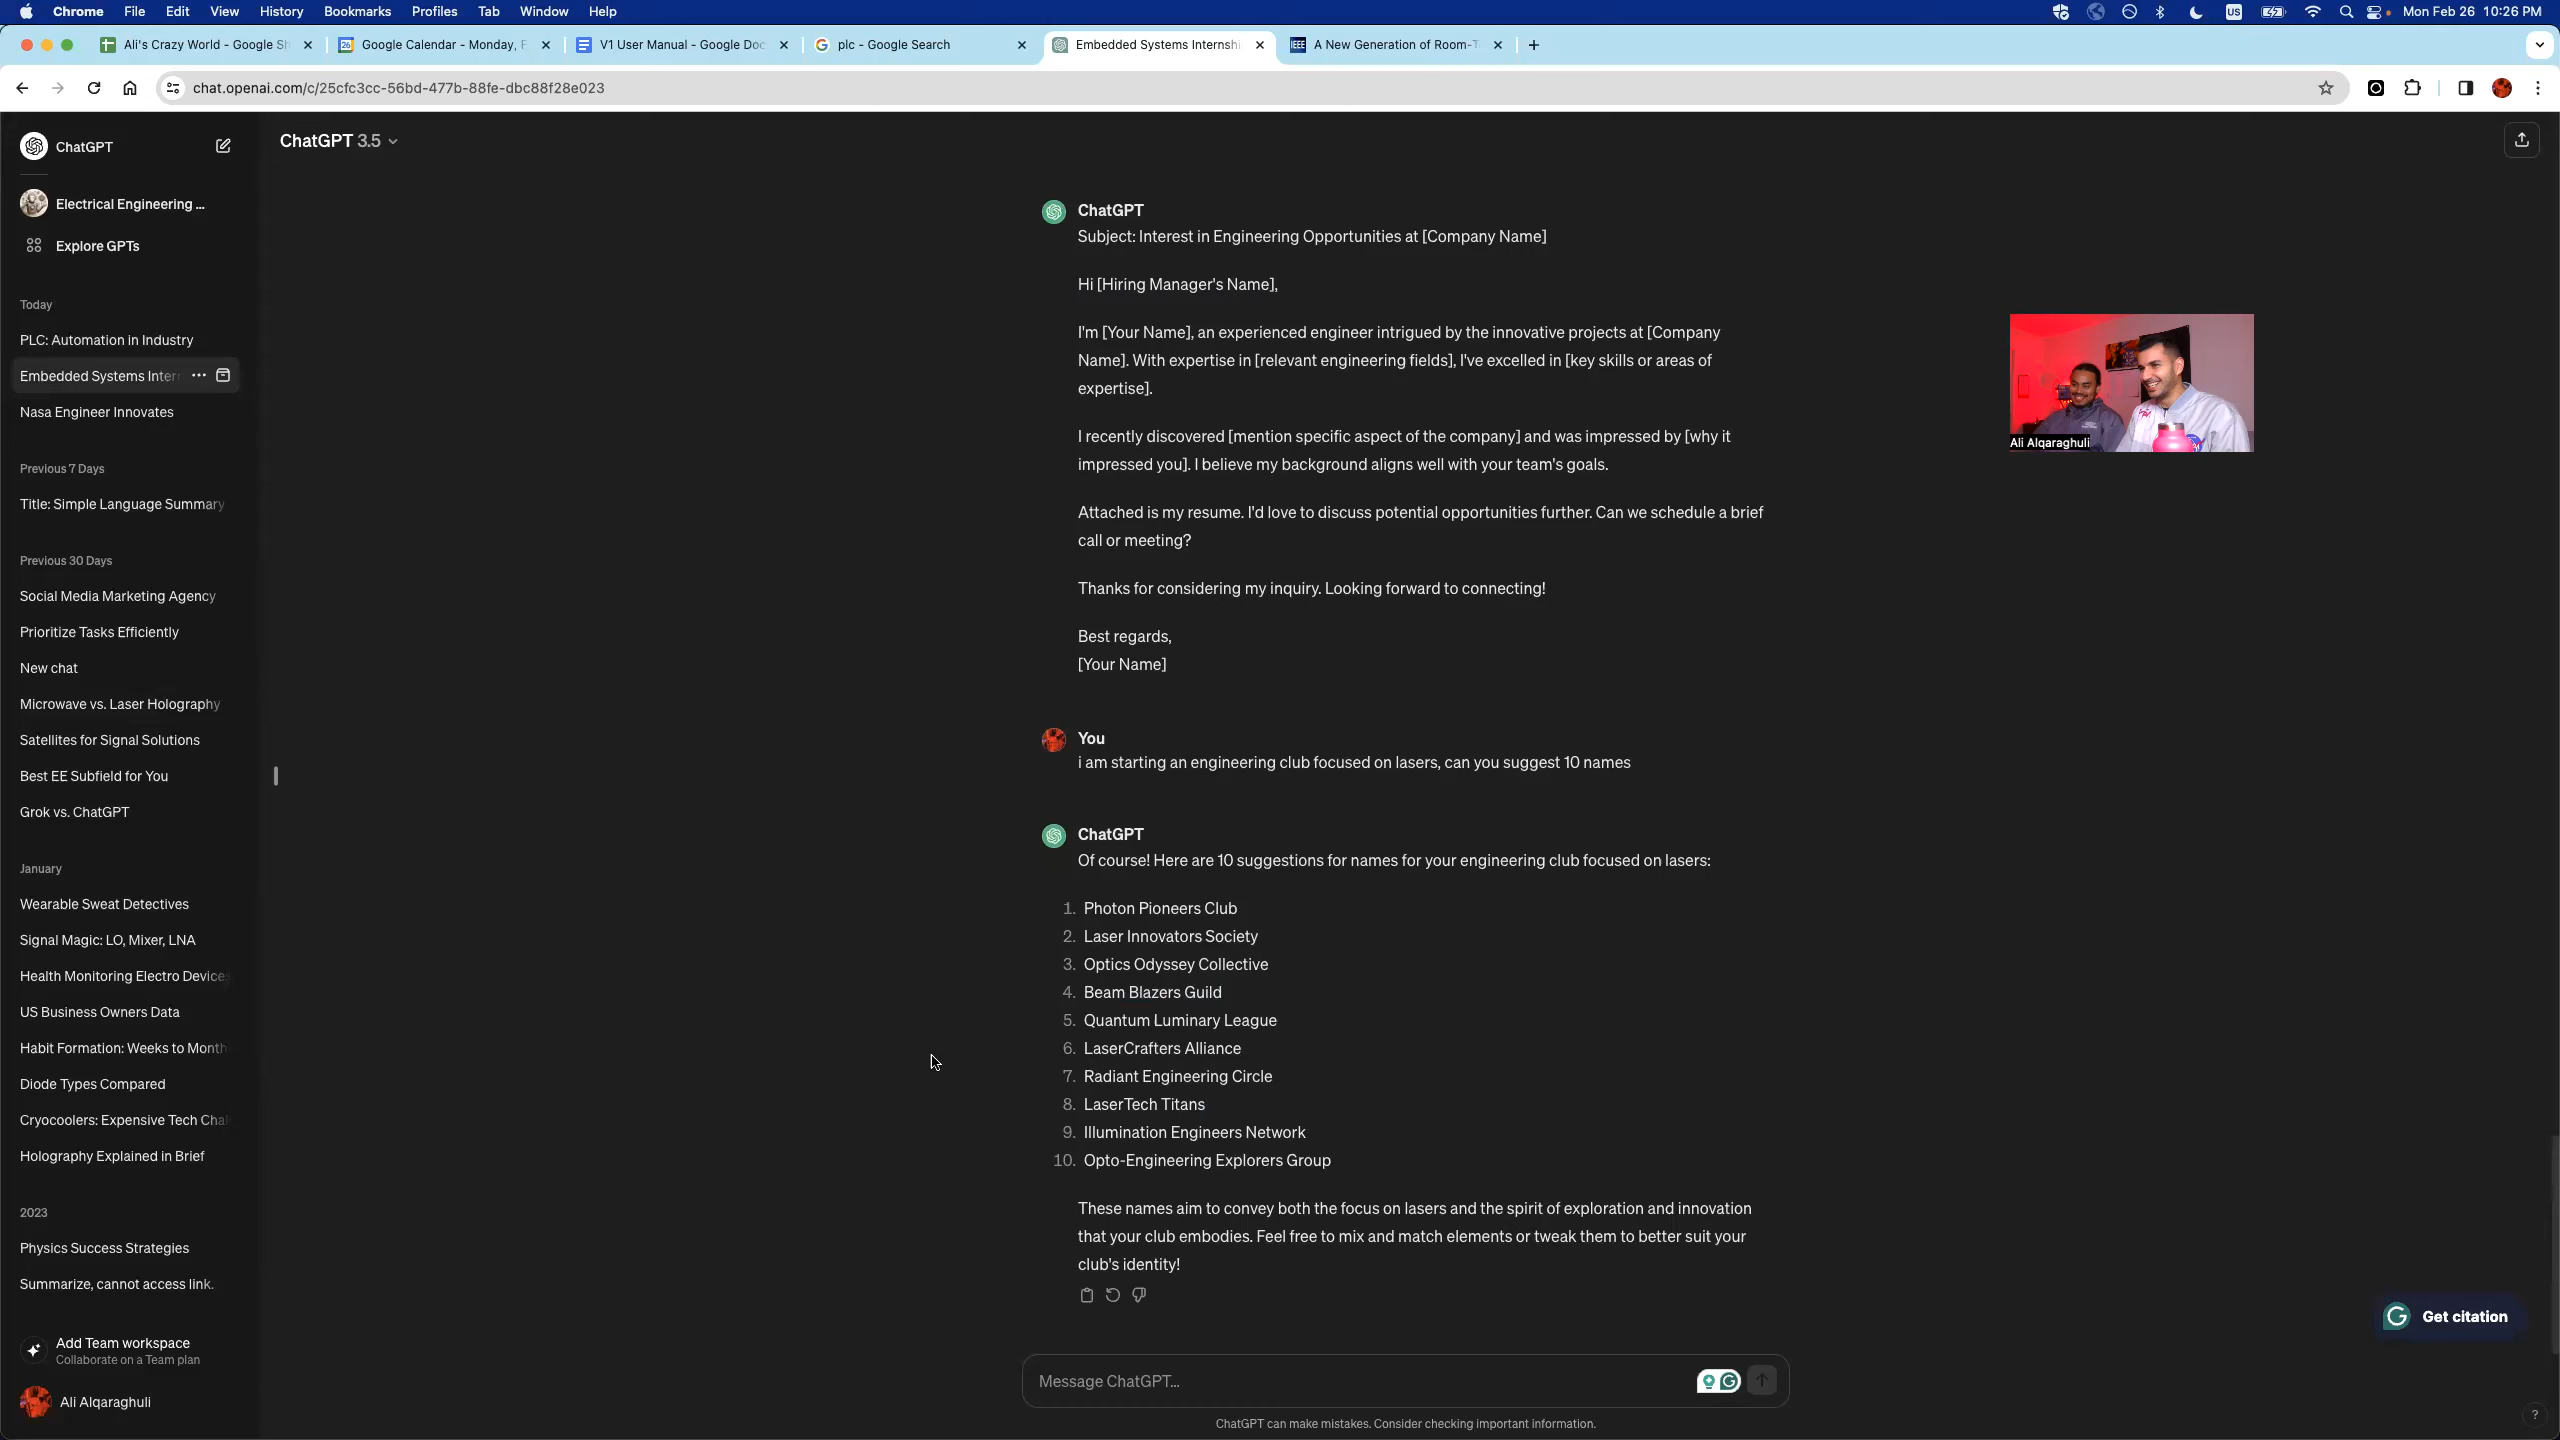 Chrome File Edit View History Bookmarks Profiles Tab Window Help
US
Mon Feb 26 10:26 PM
Ali's Crazy World - Google Sh
Google Calendar - Monday, F
V1 User Manual - Google Doc
plc - Google Search
Embedded Systems Internshi
A New Generation of Room-T
chat.openai.com/c/25cfc3cc-56bd-477b-88fe-dbc88f28e023
ChatGPT
Electrical Engineering ...
Explore GPTs
Today
PLC: Automation in Industry
Embedded Systems Inter
Nasa Engineer Innovates
Previous 7 Days
Title: Simple Language Summary
Previous 30 Days
Social Media Marketing Agency
Prioritize Tasks Efficiently
New chat
Microwave vs. Laser Holography
Satellites for Signal Solutions
Best EE Subfield for You
Grok vs. ChatGPT
January
Wearable Sweat Detectives
Signal Magic: LO, Mixer, LNA
Health Monitoring Electro Devices
US Business Owners Data
Habit Formation: Weeks to Month
Diode Types Compared
Cryocoolers: Expensive Tech Chal
Holography Explained in Brief
2023
Physics Success Strategies
Summarize, cannot access link.
Add Team workspace
Collaborate on a Team plan
Ali Alqaraghuli
ChatGPT 3.5
ChatGPT
Subject: Interest in Engineering Opportunities at [Company Name]
Hi [Hiring Manager's Name],
I'm [Your Name], an experienced engineer intrigued by the innovative projects at [Company
Name]. With expertise in [relevant engineering fields], I've excelled in [key skills or areas of
expertise].
I recently discovered [mention specific aspect of the company] and was impressed by [why it
impressed you]. I believe my background aligns well with your team's goals.
Attached is my resume. I'd love to discuss potential opportunities further. Can we schedule a brief
call or meeting?
Thanks for considering my inquiry. Looking forward to connecting!
Best regards,
[Your Name]
You
i am starting an engineering club focused on lasers, can you suggest 10 names
ChatGPT
Of course! Here are 10 suggestions for names for your engineering club focused on lasers:
1. Photon Pioneers Club
2. Laser Innovators Society
3. Optics Odyssey Collective
4. Beam Blazers Guild
5. Quantum Luminary League
6. LaserCrafters Alliance
7. Radiant Engineering Circle
8. LaserTech Titans
9. Illumination Engineers Network
10. Opto-Engineering Explorers Group
These names aim to convey both the focus on lasers and the spirit of exploration and innovation
that your club embodies. Feel free to mix and match elements or tweak them to better suit your
club's identity!
Message ChatGPT...
ChatGPT can make mistakes. Consider checking important information.
Ali Alqaraghuli
Get citation
?